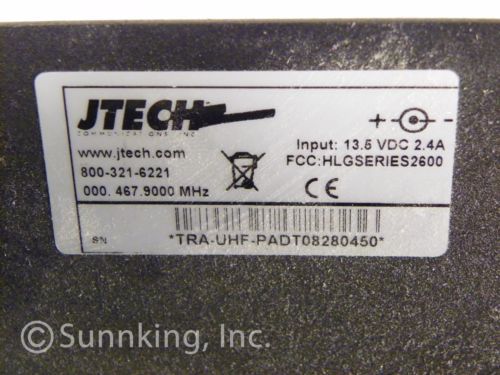 JTECH
COMMUNICATIONS, INC.
www.jtech.com
800-321-6221
000. 467.9000 MHz
+ -
Input: 13.5 VDC 2.4A
FCC:HLGSERIES2600
CE
SN
*TRA-UHF-PADT08280450*
© Sunnking, Inc.